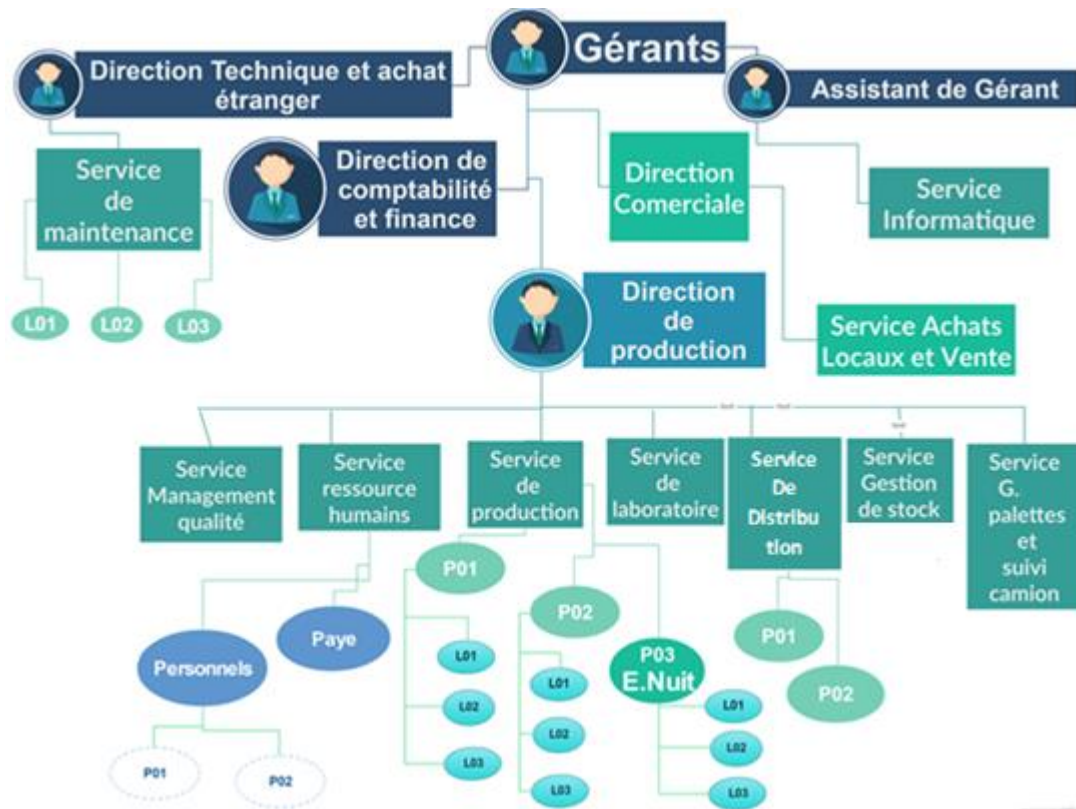 Gérants
Direction Technique et achat
étranger
Assistant de Gérant
Service
de
maintenance
Direction de
comptabilité
et finance
Direction
Comerciale
Service
Informatique
L01
L02
L03
Direction
de
production
Service Achats
Locaux et Vente
Service
Management
qualité
Service
ressource
humains
Service
de
production
Service
de
laboratoire
Service
De
Distribu
tion
Service
Gestion
de stock
Service
G.
palettes
et
suivi
camion
Personnels
Paye
P01
P02
P01
L01
L02
L03
P02
L01
L02
L03
P03
E.Nuit
L01
L02
L03
P01
P02